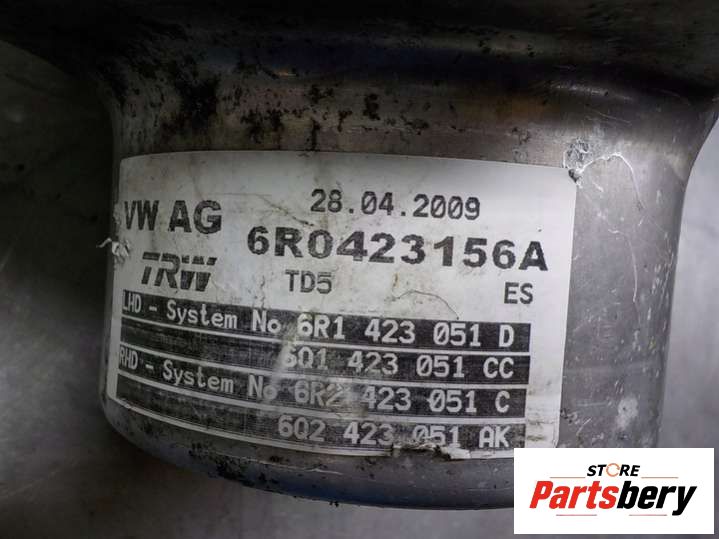 28.04.2009
VW AG 6R0423156A
TRW TD5 ES
LHD - System No 6R1 423 051 D
6Q1 423 051 CC
RHD - System No 6R2 423 051 C
6Q2 423 051 AK
STORE
Partsbery